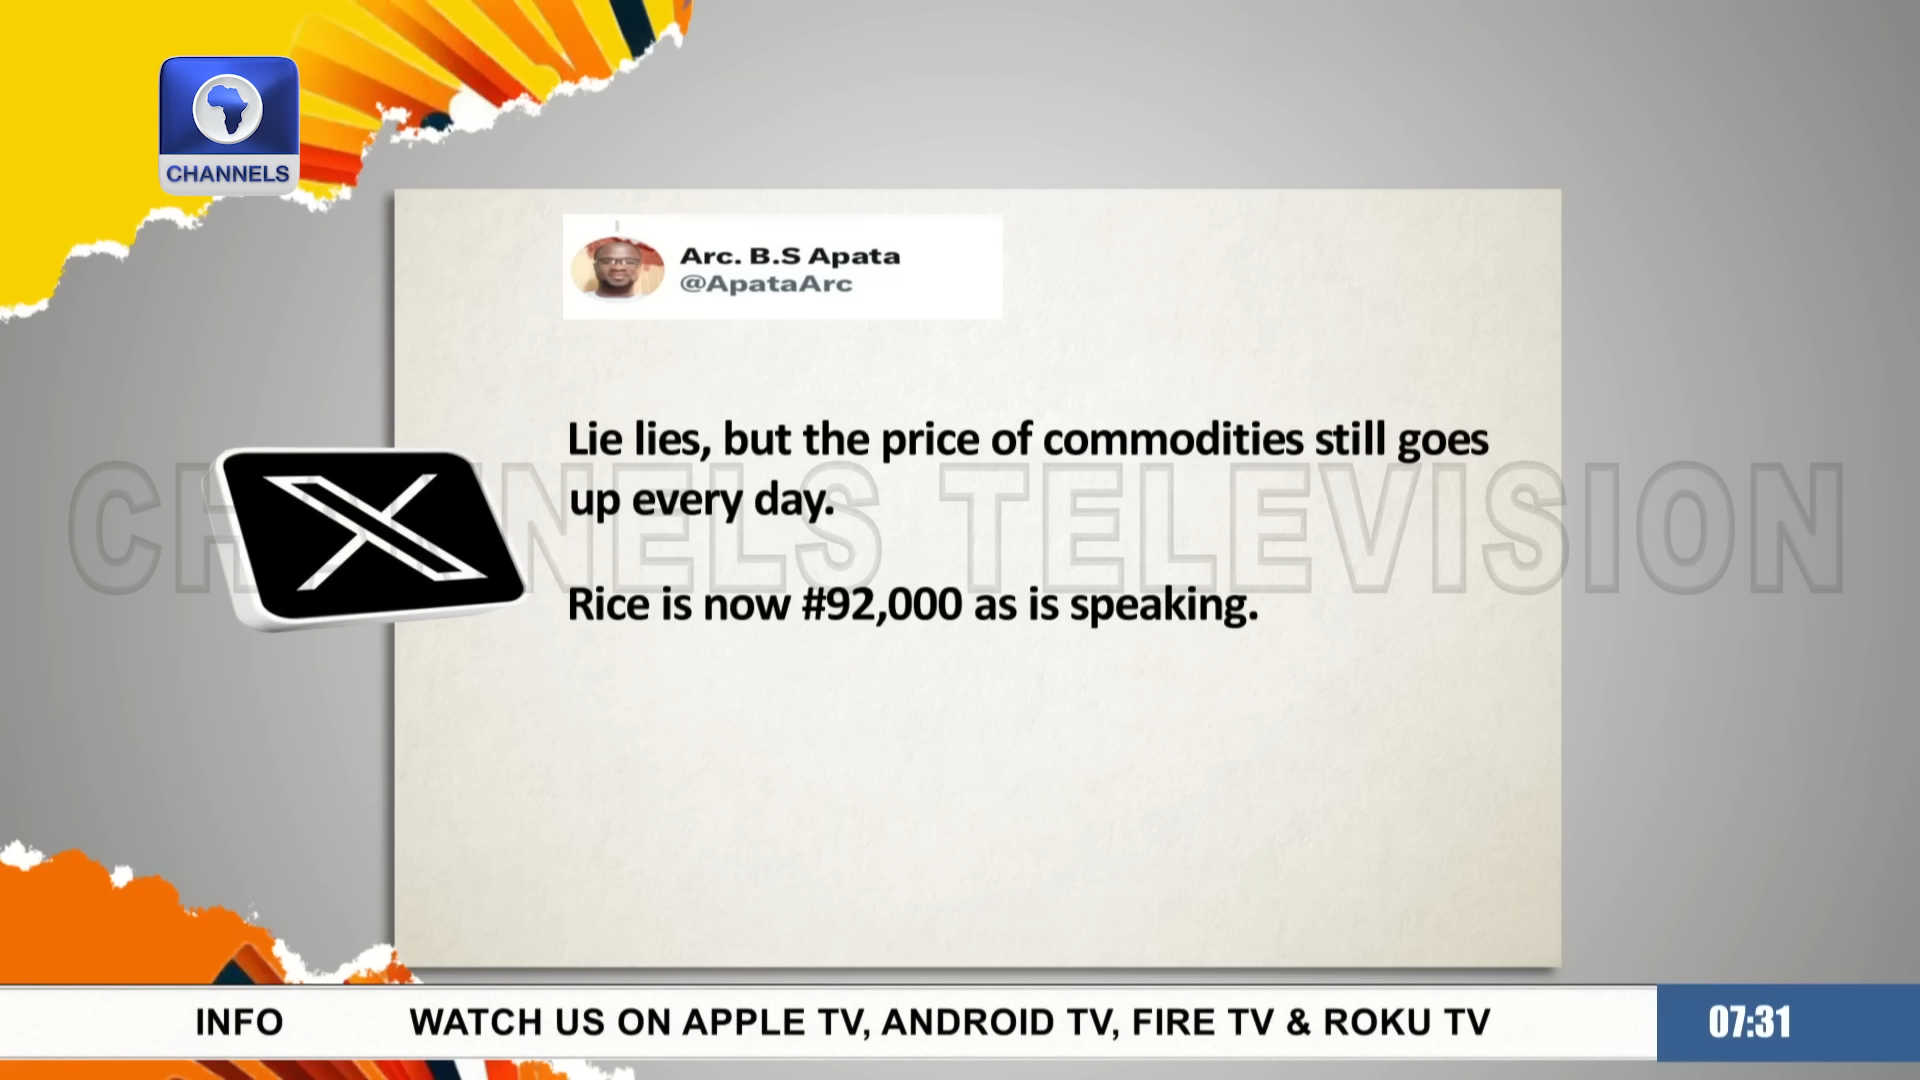 CHANNELS
Arc. B.S Apata
@ApataArc
Lie lies, but the price of commodities still goes
up every day.
CHANNELS TELEVISION
Rice is now #92,000 as is speaking.
INFO
WATCH US ON APPLE TV, ANDROID TV, FIRE TV & ROKU TV
07:31